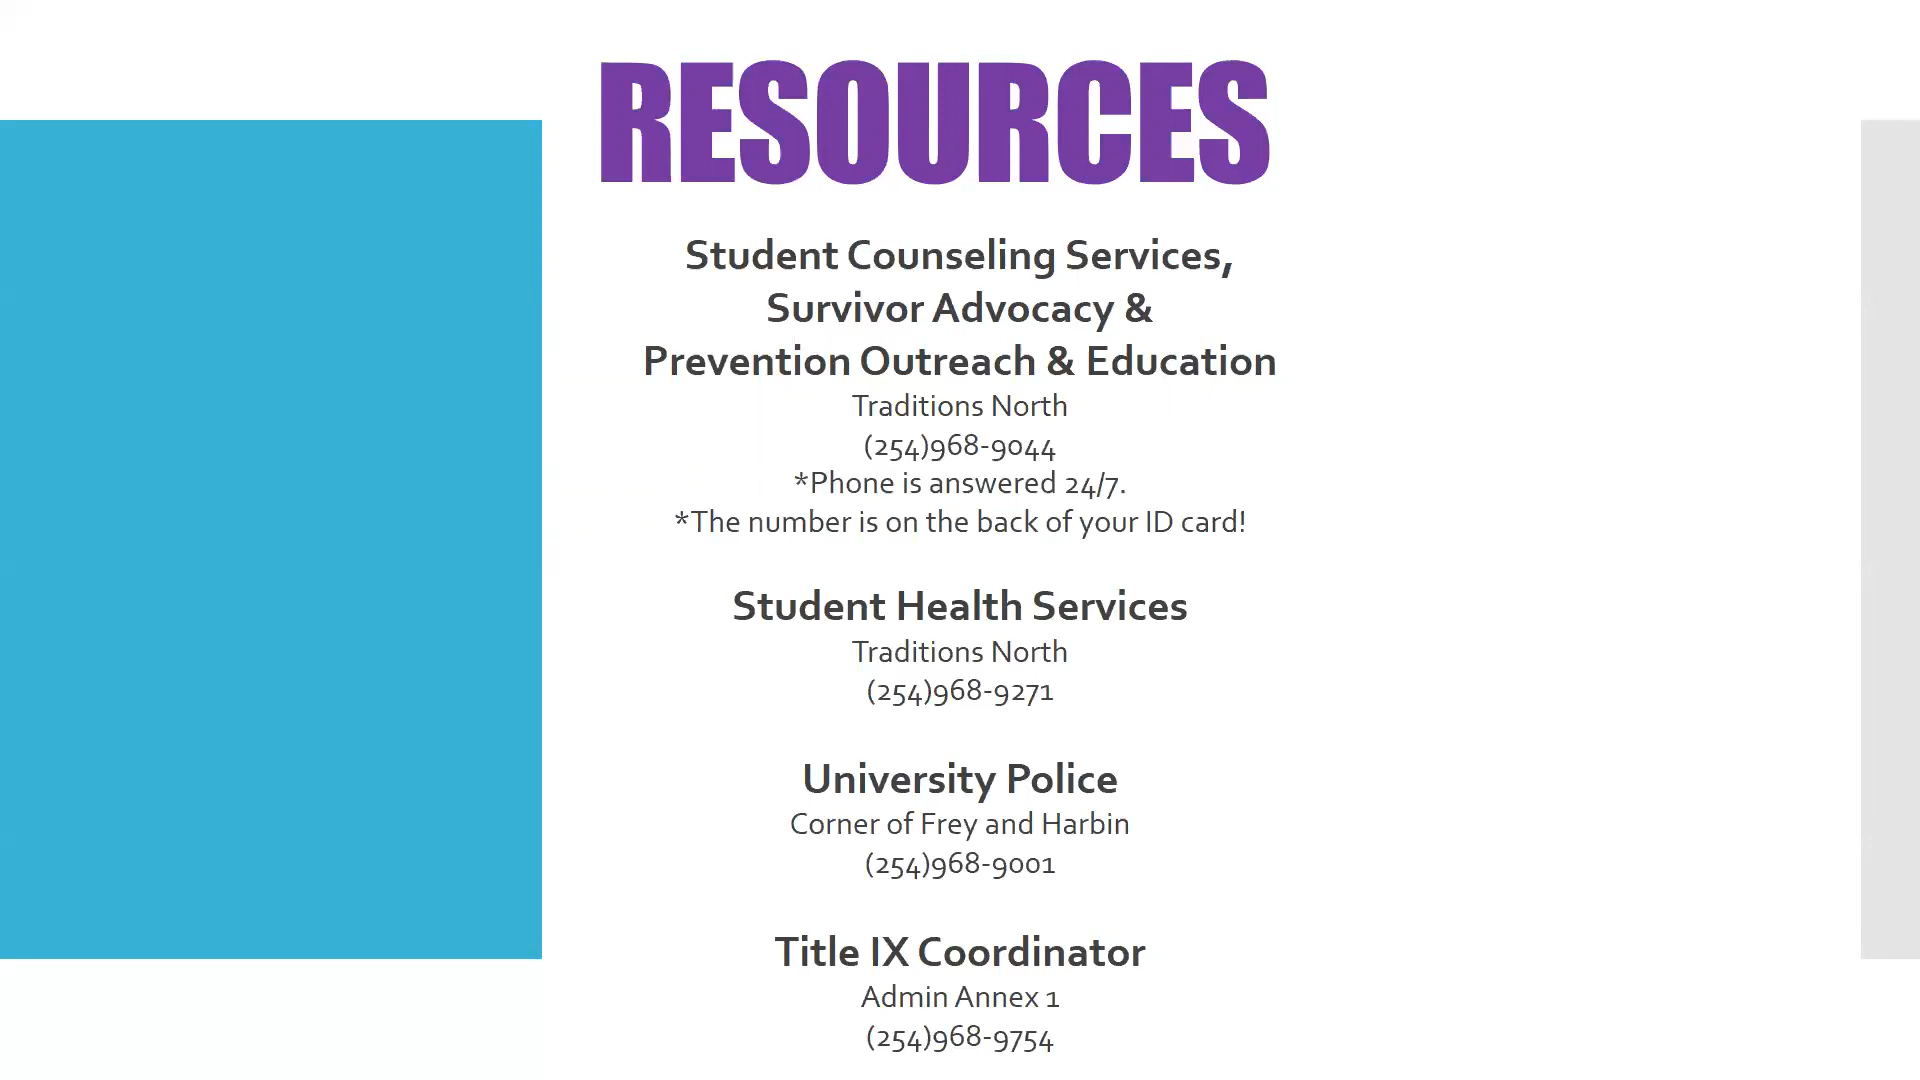 RESOURCES
Student Counseling Services,
Survivor Advocacy &
Prevention Outreach & Education
Traditions North
(254)968-9044
*Phone is answered 24/7.
*The number is on the back of your ID card!
Student Health Services
Traditions North
(254)968-9271
University Police
Corner of Frey and Harbin
(254)968-9001
Title IX Coordinator
Admin Annex 1
(254)968-9754